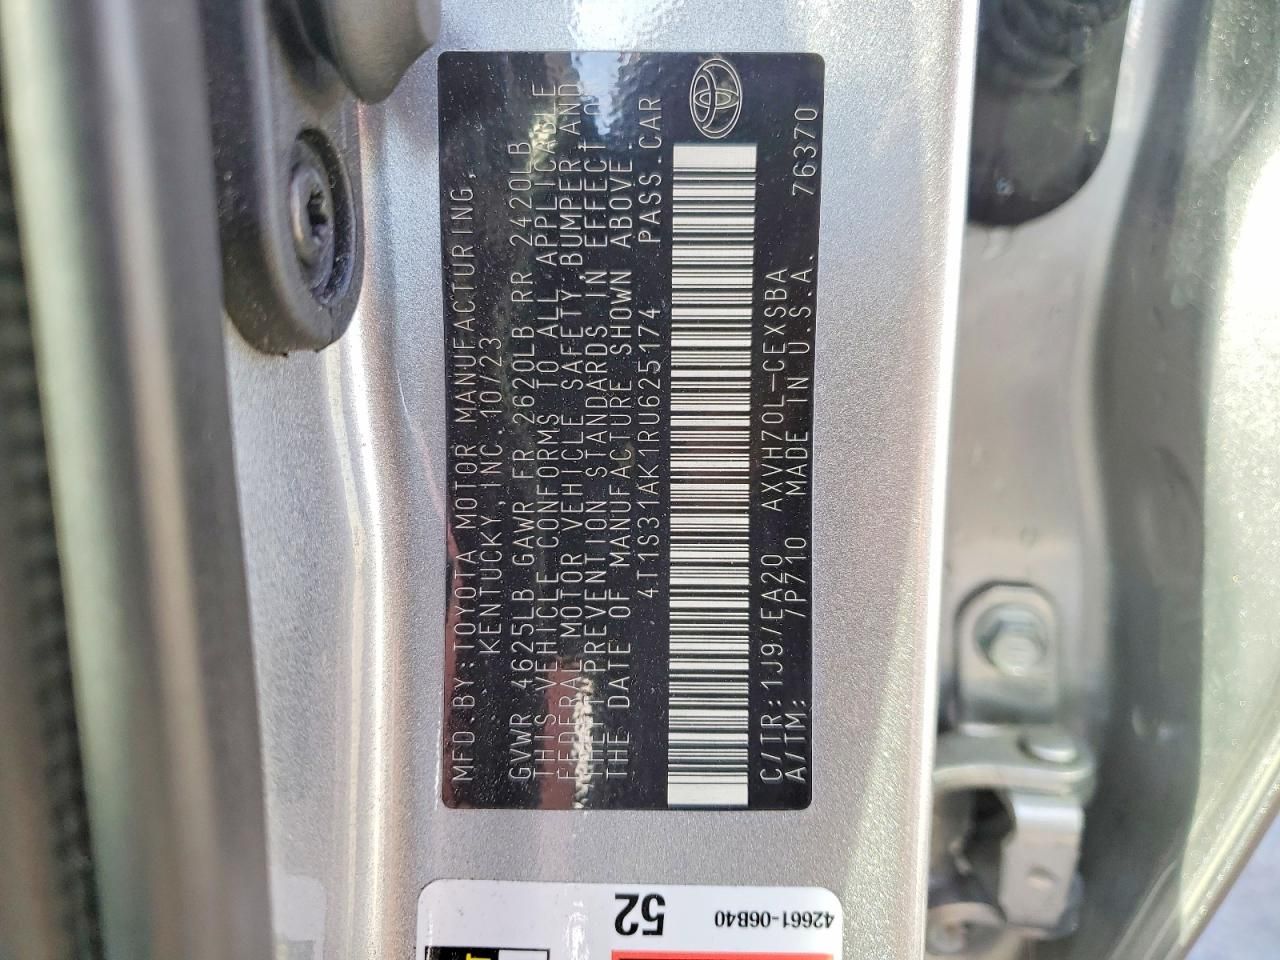 MFD.BY:TOYOTA MOTOR MANUFACTURING,
KENTUCKY, INC. 10/23
GVWR 4625LB GAWR FR 2620LB RR 2420LB
THIS VEHICLE CONFORMS TO ALL APPLICABLE
FEDERAL MOTOR VEHICLE SAFETY, BUMPER, AND
THEFT PREVENTION STANDARDS IN EFFECT ON
THE DATE OF MANUFACTURE SHOWN ABOVE.
4T1S31AK1RU625174 PASS.CAR
C/TR:1J9/EA20 AXVH70L-CEXSBA 76370
A/TM: 7P710 MADE IN U.S.A.
52
42661-06B40